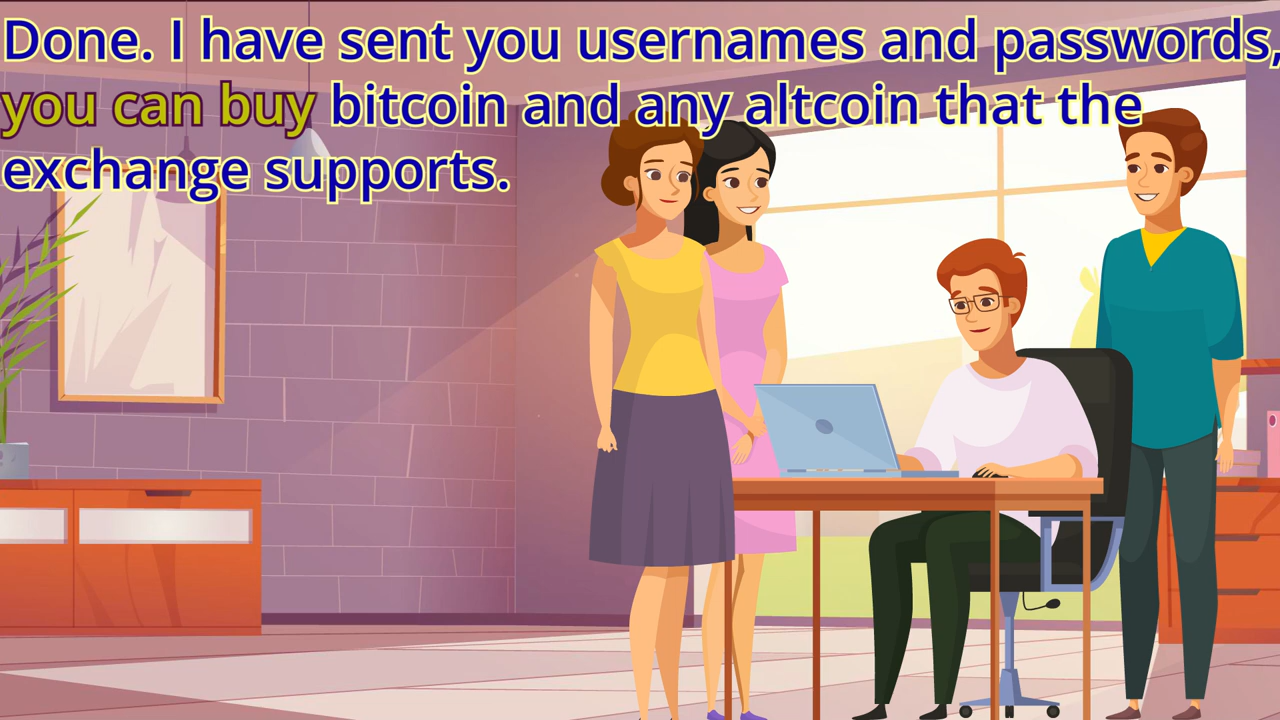 Done. I have sent you usernames and passwords,
you can buy bitcoin and any altcoin that the
exchange supports.